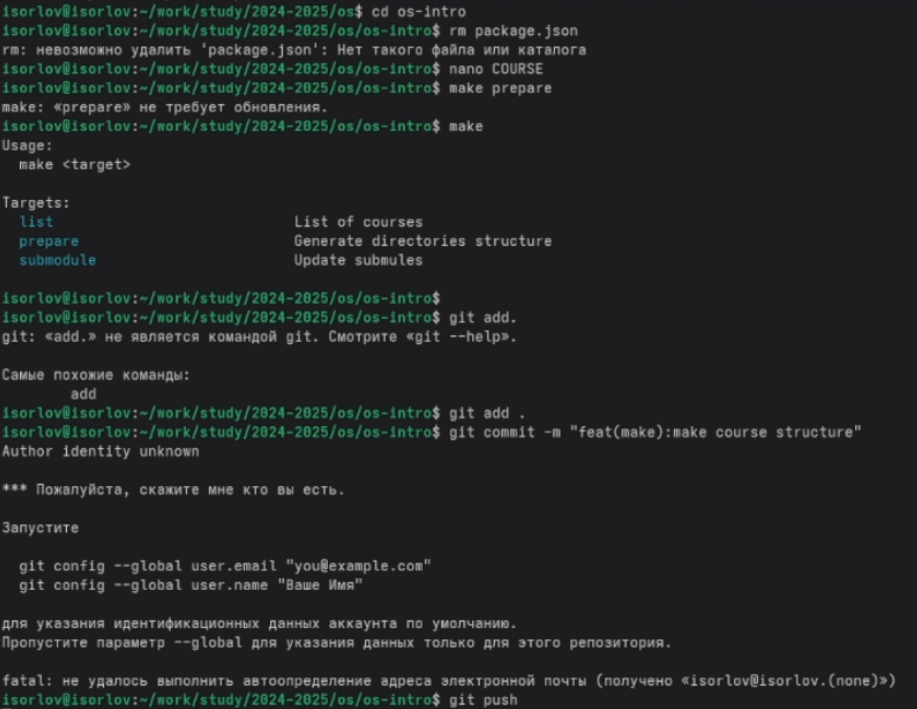 isorlov@isorlov:~/work/study/2024-2025/os$ cd os-intro
isorlov@isorlov:~/work/study/2024-2025/os/os-intro$ rm package.json
rm: невозможно удалить 'package.json': Нет такого файла или каталога
isorlov@isorlov:~/work/study/2024-2025/os/os-intro$ nano COURSE
isorlov@isorlov:~/work/study/2024-2025/os/os-intro$ make prepare
make: «prepare» не требует обновления.
isorlov@isorlov:~/work/study/2024-2025/os/os-intro$ make
Usage:
  make <target>
Targets:
  list                            List of courses
  prepare                         Generate directories structure
  submodule                       Update submules
isorlov@isorlov:~/work/study/2024-2025/os/os-intro$
isorlov@isorlov:~/work/study/2024-2025/os/os-intro$ git add.
git: «add.» не является командой git. Смотрите «git --help».
Самые похожие команды:
        add
isorlov@isorlov:~/work/study/2024-2025/os/os-intro$ git add .
isorlov@isorlov:~/work/study/2024-2025/os/os-intro$ git commit -m "feat(make):make course structure"
Author identity unknown
*** Пожалуйста, скажите мне кто вы есть.
Запустите
  git config --global user.email "you@example.com"
  git config --global user.name "Ваше Имя"
для указания идентификационных данных аккаунта по умолчанию.
Пропустите параметр --global для указания данных только для этого репозитория.
fatal: не удалось выполнить автоопределение адреса электронной почты (получено «isorlov@isorlov.(none)»)
isorlov@isorlov:~/work/study/2024-2025/os/os-intro$ git push